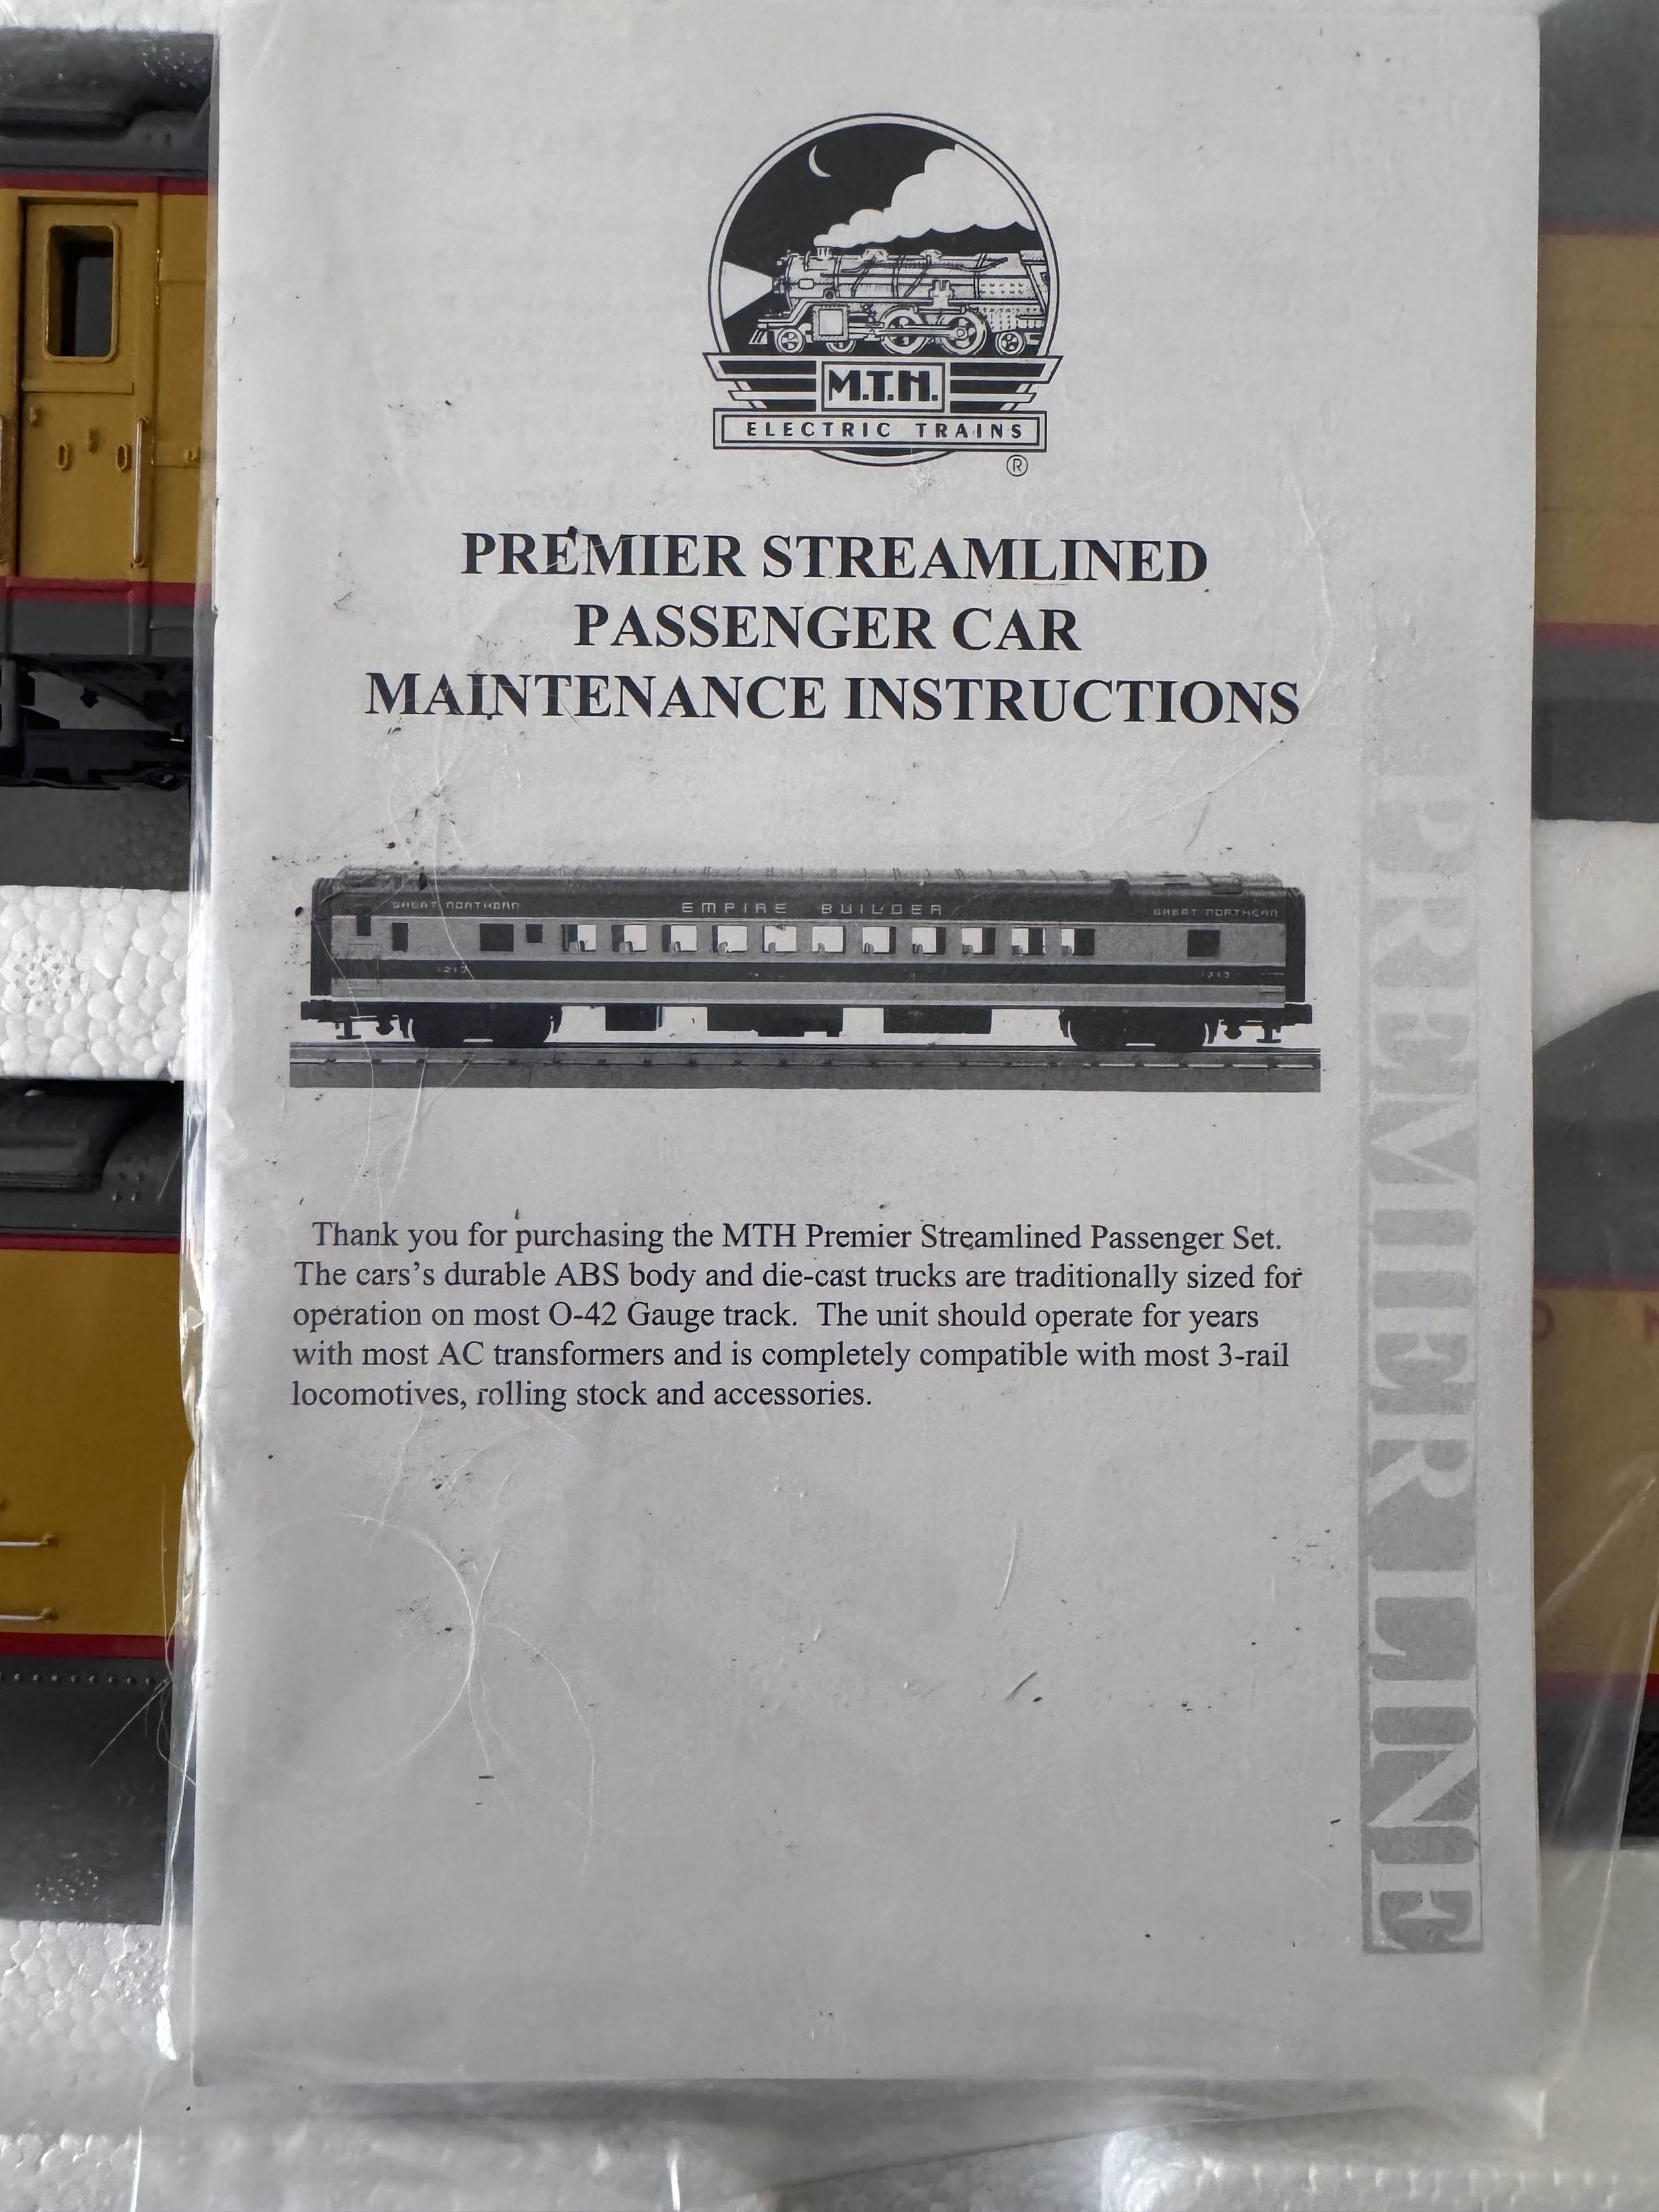 M.T.H.
ELECTRIC TRAINS
®
PREMIER STREAMLINED
PASSENGER CAR
MAINTENANCE INSTRUCTIONS
GREAT NORTHERN EMPIRE BUILDER GREAT NORTHERN
1213 1213
Thank you for purchasing the MTH Premier Streamlined Passenger Set.
The cars's durable ABS body and die-cast trucks are traditionally sized for
operation on most O-42 Gauge track. The unit should operate for years
with most AC transformers and is completely compatible with most 3-rail
locomotives, rolling stock and accessories.
PREMIER LINE